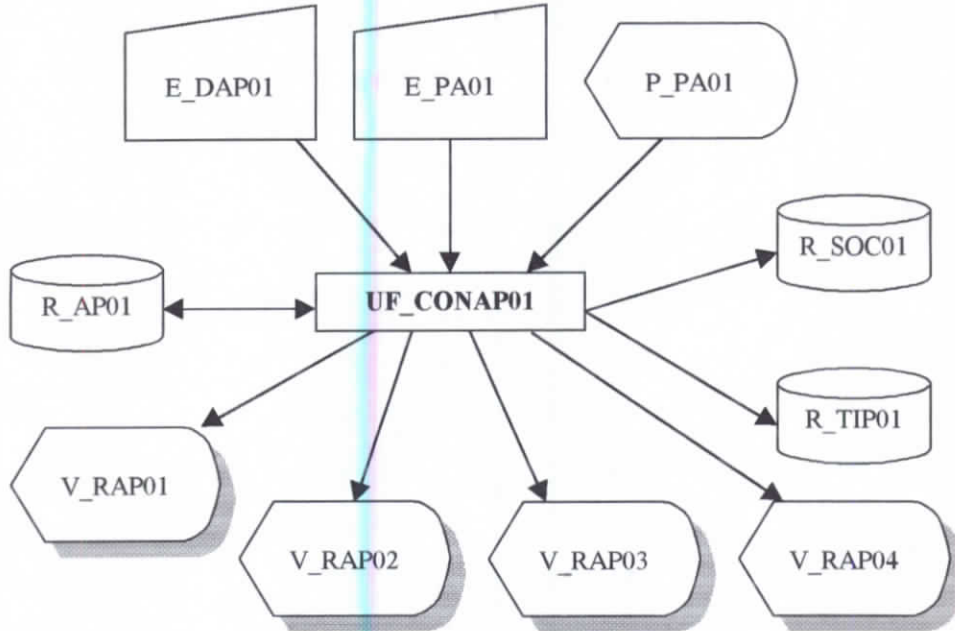 E_DAP01
E_PA01
P_PA01
R_SOC01
R_AP01
UF_CONAP01
R_TIP01
V_RAP01
V_RAP02
V_RAP03
V_RAP04